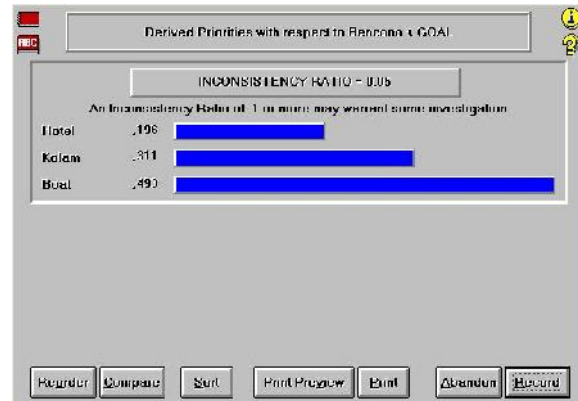 ABC
Derived Priorities with respect to GOAL
INCONSISTENCY RATIO = 0.05
An Inconsistency Ratio of .1 or more may warrant some investigation
Hotel .196
Kolam .311
Boat .493
Reorder Compare Sort Print Preview Print Abandon Record